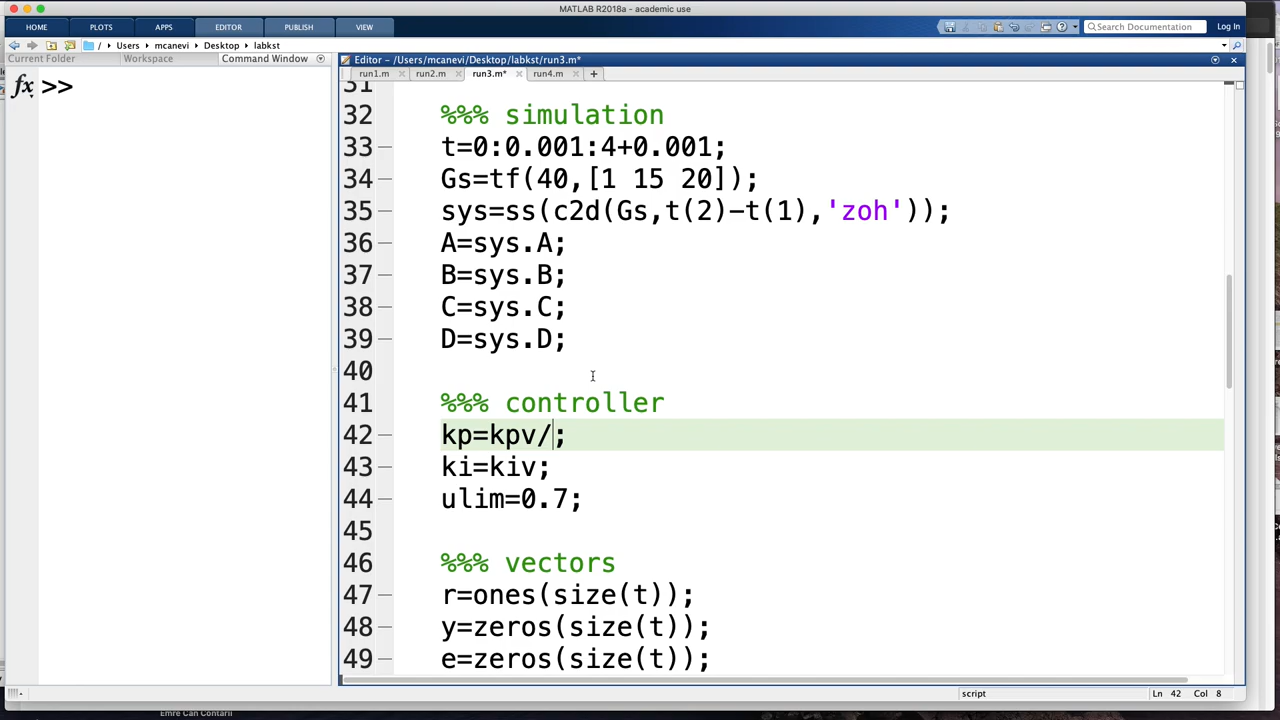 MATLAB R2018a - academic use
HOME PLOTS APPS EDITOR PUBLISH VIEW Search Documentation Log In
/ Users mcanevi Desktop labkst
Current Folder Workspace Command Window
Editor - /Users/mcanevi/Desktop/labkst/run3.m*
run1.m run2.m run3.m* run4.m
fx >>
31
32 %%% simulation
33 t=0:0.001:4+0.001;
34 Gs=tf(40,[1 15 20]);
35 sys=ss(c2d(Gs,t(2)-t(1),'zoh'));
36 A=sys.A;
37 B=sys.B;
38 C=sys.C;
39 D=sys.D;
40
41 %%% controller
42 kp=kpv/;
43 ki=kiv;
44 ulim=0.7;
45
46 %%% vectors
47 r=ones(size(t));
48 y=zeros(size(t));
49 e=zeros(size(t));
script Ln 42 Col 8
Emre Can Contarli